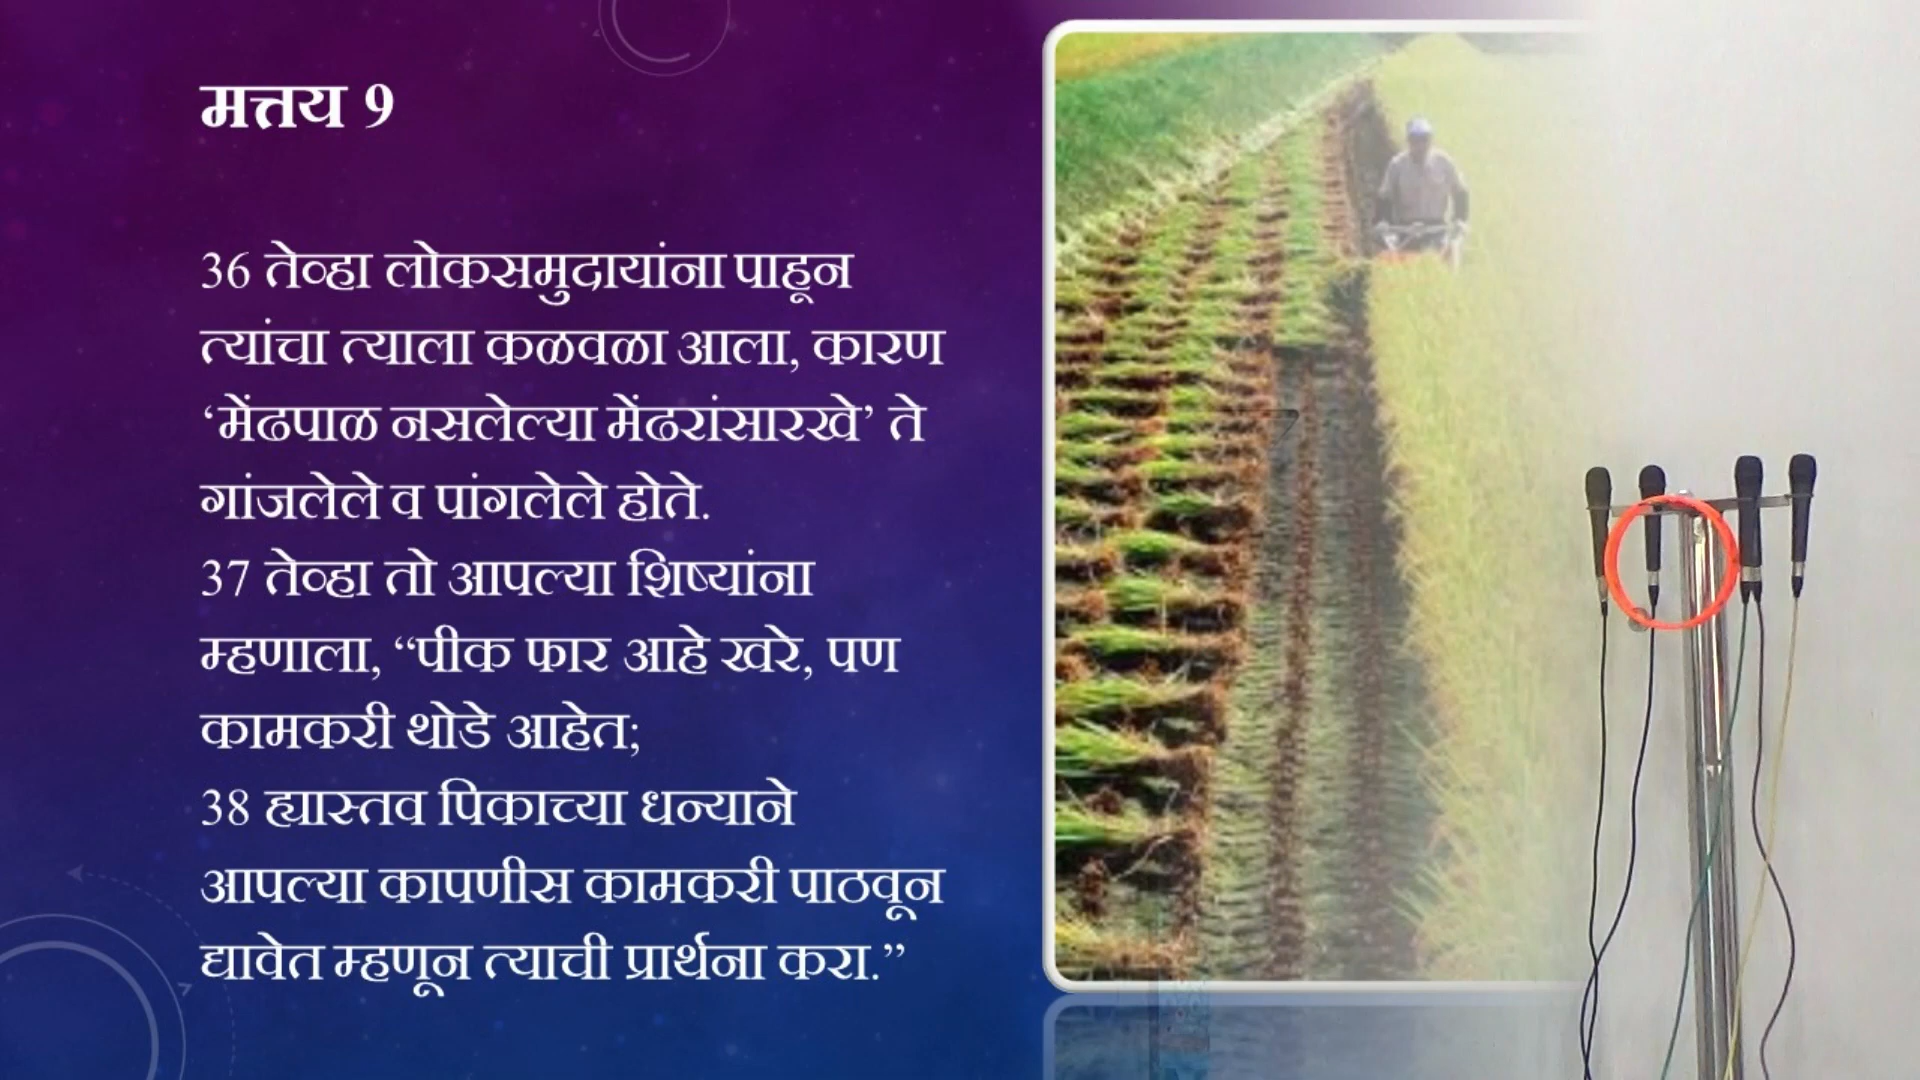 मत्तय 9
36 तेव्हा लोकसमुदायांना पाहून
त्यांचा त्याला कळवळा आला, कारण
‘मेंढपाळ नसलेल्या मेंढरांसारखे’ ते
गांजलेले व पांगलेले होते.
37 तेव्हा तो आपल्या शिष्यांना
म्हणाला, “पीक फार आहे खरे, पण
कामकरी थोडे आहेत;
38 ह्यास्तव पिकाच्या धन्याने
आपल्या कापणीस कामकरी पाठवून
द्यावेत म्हणून त्याची प्रार्थना करा.”